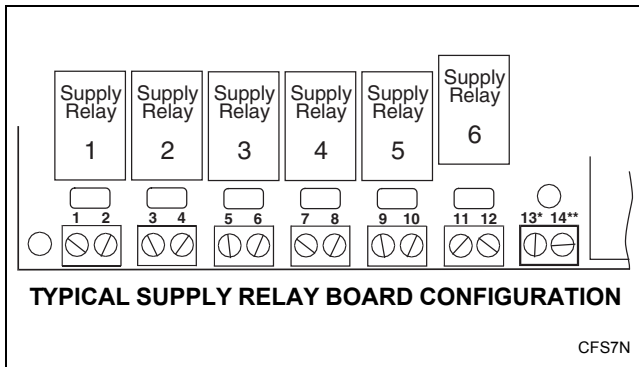 Supply Relay 1
Supply Relay 2
Supply Relay 3
Supply Relay 4
Supply Relay 5
Supply Relay 6
1 2 3 4 5 6 7 8 9 10 11 12 13* 14**
TYPICAL SUPPLY RELAY BOARD CONFIGURATION
CFS7N